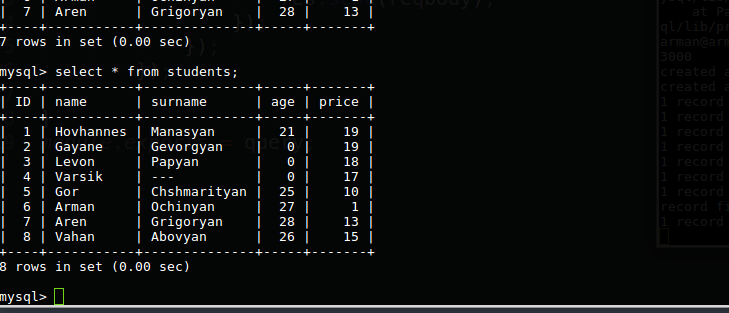 | 7 | Aren | Grigoryan | 28 | 13 |
+----+-----------+--------------+-----+-------+
7 rows in set (0.00 sec)
mysql> select * from students;
+----+-----------+--------------+-----+-------+
| ID | name | surname | age | price |
+----+-----------+--------------+-----+-------+
| 1 | Hovhannes | Manasyan | 21 | 19 |
| 2 | Gayane | Gevorgyan | 0 | 19 |
| 3 | Levon | Papyan | 0 | 18 |
| 4 | Varsik | --- | 0 | 17 |
| 5 | Gor | Chshmarityan | 25 | 10 |
| 6 | Arman | Ochinyan | 27 | 1 |
| 7 | Aren | Grigoryan | 28 | 13 |
| 8 | Vahan | Abovyan | 26 | 15 |
+----+-----------+--------------+-----+-------+
8 rows in set (0.00 sec)
mysql>
at Pa
ql/lib/pr
arman@arm
3000
created a
created a
1 record
1 record
1 record
1 record
1 record
1 record
1 record
record fi
1 record